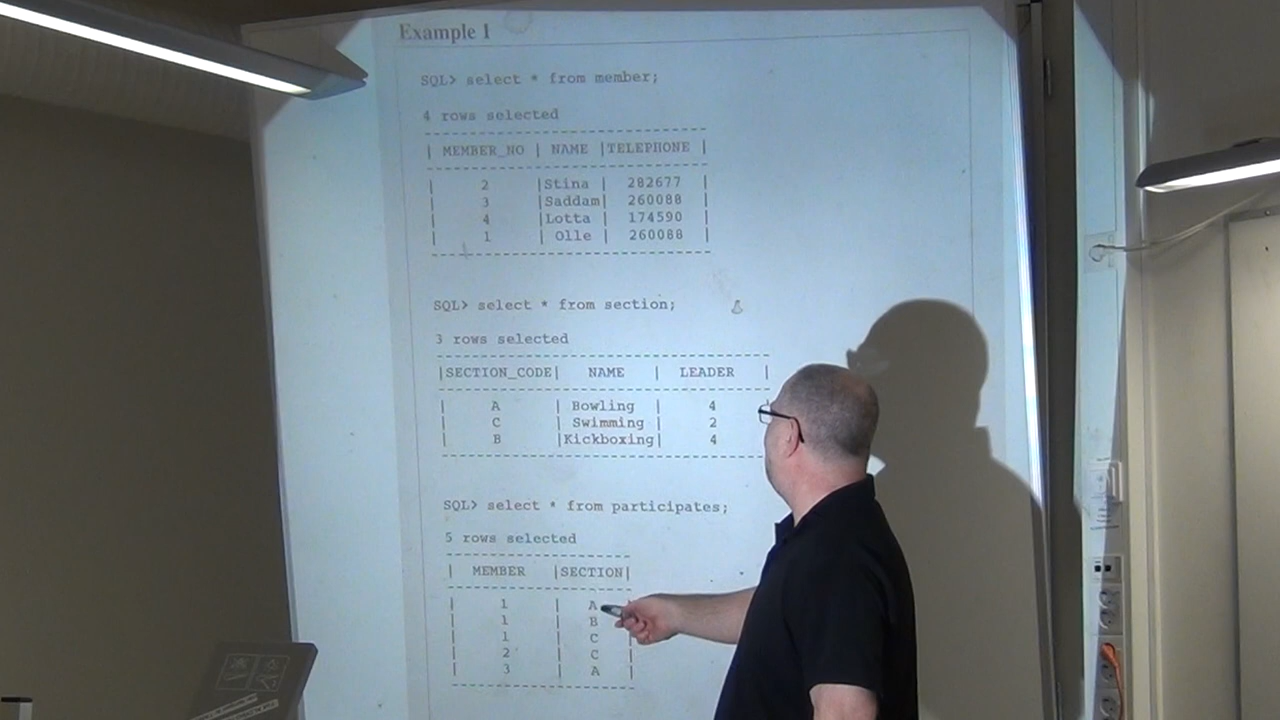 Example 1
SQL> select * from member;
4 rows selected
| MEMBER_NO | NAME |TELEPHONE |
| 2 |Stina | 282677 |
| 3 |Saddam| 260088 |
| 4 |Lotta | 174590 |
| 1 | Olle | 260088 |
SQL> select * from section;
3 rows selected
|SECTION_CODE| NAME | LEADER |
| A | Bowling | 4
| C | Swimming | 2
| B |Kickboxing| 4
SQL> select * from participates;
5 rows selected
| MEMBER |SECTION|
| 1 | A
| 1 | B
| 1 | C |
| 2 | C |
| 3 | A |